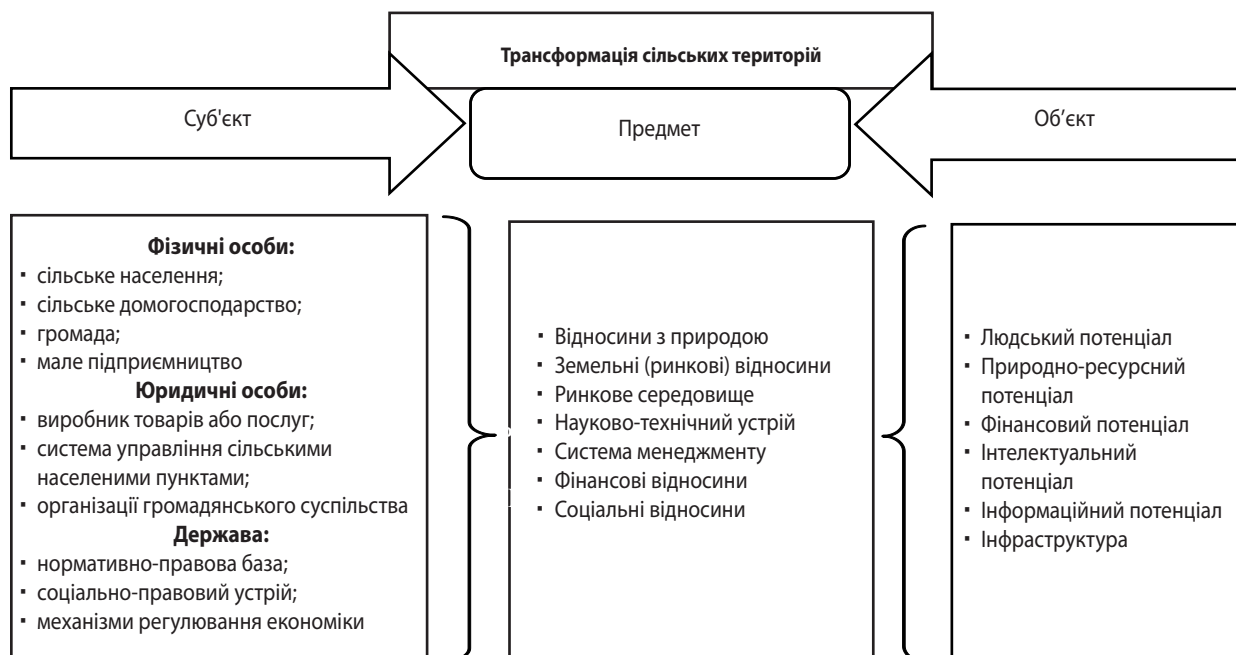 Трансформація сільських територій
Суб'єкт
Предмет
Об’єкт
Фізичні особи:
▪ сільське населення;
▪ сільське домогосподарство;
▪ громада;
▪ мале підприємництво
Юридичні особи:
▪ виробник товарів або послуг;
▪ система управління сільськими
населеними пунктами;
▪ організації громадянського суспільства
Держава:
▪ нормативно-правова база;
▪ соціально-правовий устрій;
▪ механізми регулювання економіки
▪ Відносини з природою
▪ Земельні (ринкові) відносини
▪ Ринкове середовище
▪ Науково-технічний устрій
▪ Система менеджменту
▪ Фінансові відносини
▪ Соціальні відносини
▪ Людський потенціал
▪ Природно-ресурсний
потенціал
▪ Фінансовий потенціал
▪ Інтелектуальний
потенціал
▪ Інформаційний потенціал
▪ Інфраструктура